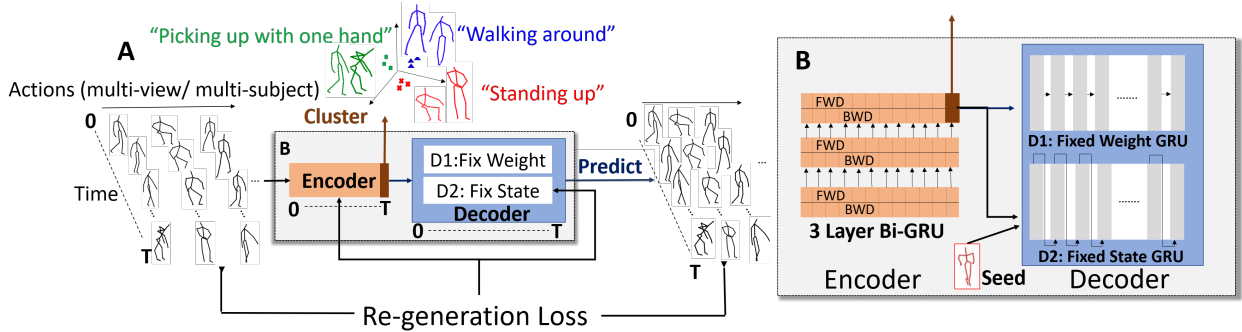 A
"Picking up with one hand"
"Walking around"
Actions (multi-view/ multi-subject)
"Standing up"
Cluster
0
Time
T
...
B
Encoder
0
T
D1:Fix Weight
D2: Fix State
Decoder
0
T
Predict
0
...
T
Re-generation Loss
B
FWD
BWD
FWD
BWD
FWD
BWD
3 Layer Bi-GRU
Encoder
Seed
.......
D1: Fixed Weight GRU
.......
D2: Fixed State GRU
Decoder